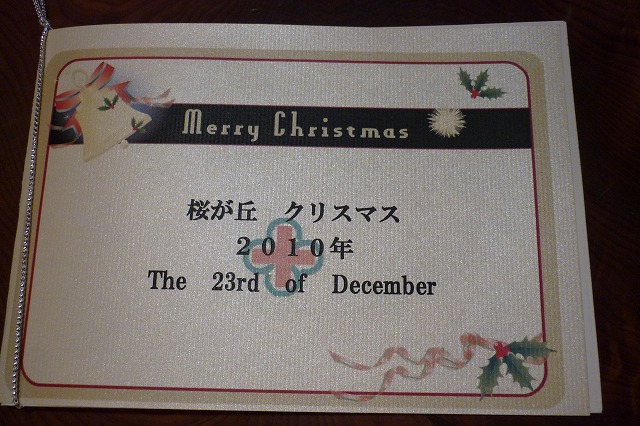 Merry Christmas
桜が丘　クリスマス
２０１０年
The 23rd of December